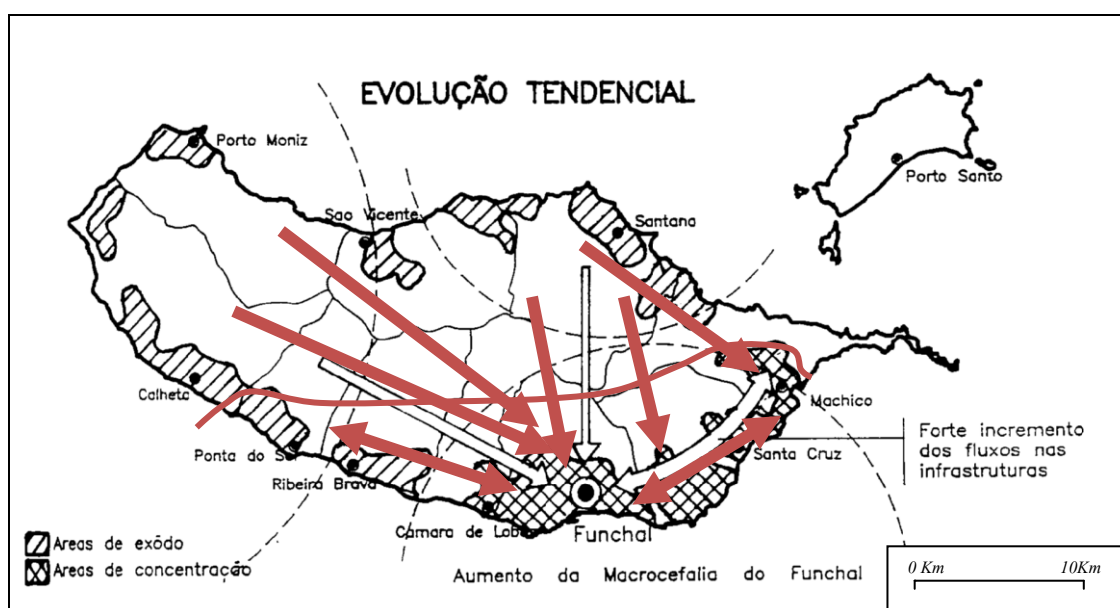 EVOLUÇÃO TENDENCIAL
Porto Moniz
Porto Santo
Sao Vicente
Santana
Calheta
Machico
Ponta do Sol
Santa Cruz
Forte incremento
dos fluxos nas
infrastruturas
Ribeira Brava
Câmara de Lobos
Funchal
Areas de exôdo
Areas de concentração
Aumento da Macrocefalia do Funchal
0 Km 10Km